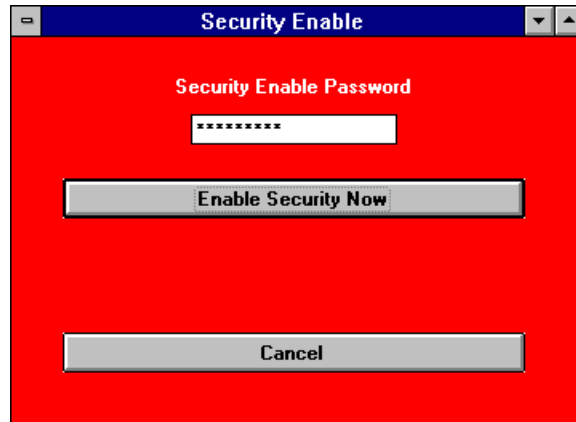 Security Enable
Security Enable Password
*********
Enable Security Now
Cancel